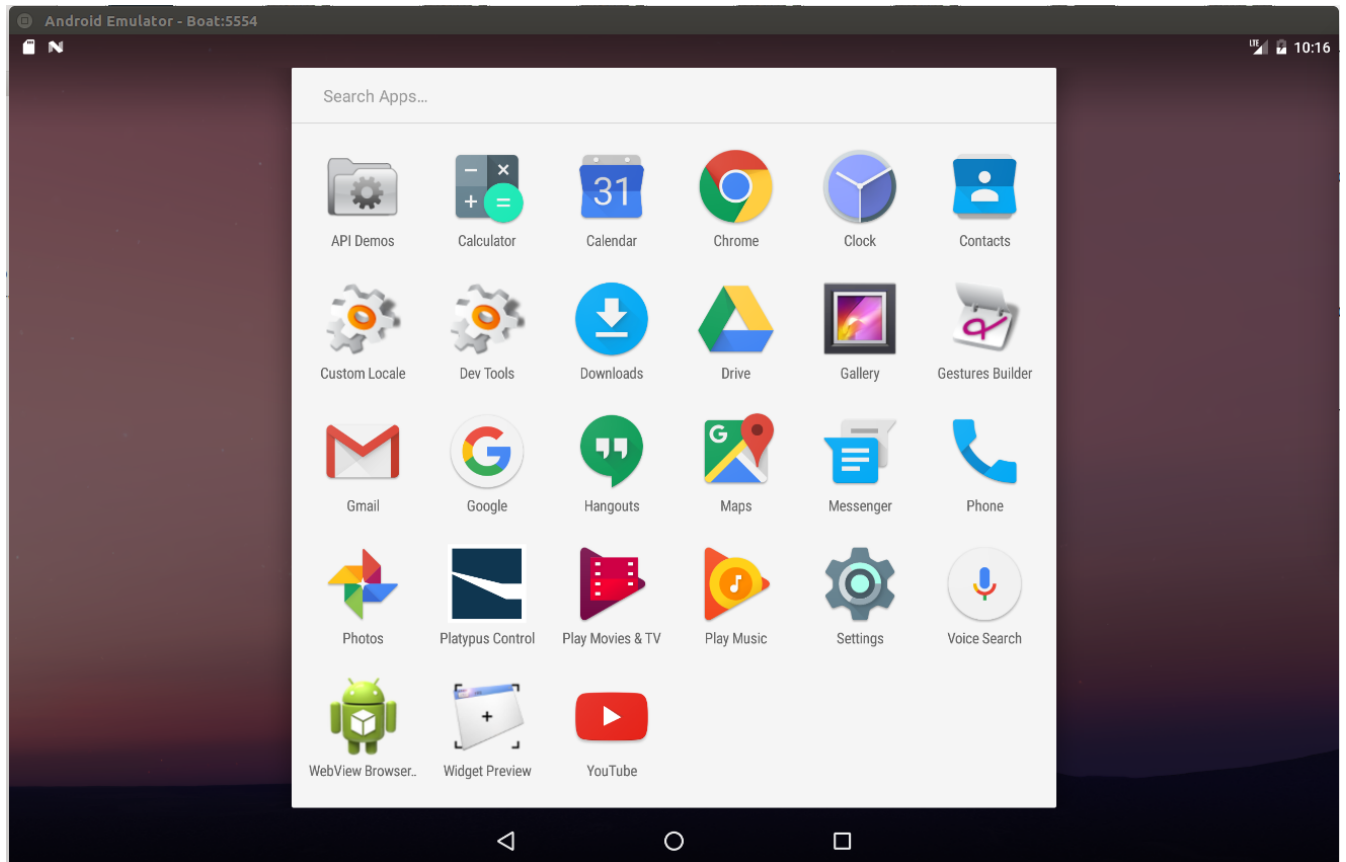 Android Emulator - Boat:5554
LTE 10:16
Search Apps...
31
API Demos Calculator Calendar Chrome Clock Contacts
Custom Locale Dev Tools Downloads Drive Gallery Gestures Builder
G
Gmail Google Hangouts Maps Messenger Phone
Photos Platypus Control Play Movies & TV Play Music Settings Voice Search
WebView Browser.. Widget Preview YouTube